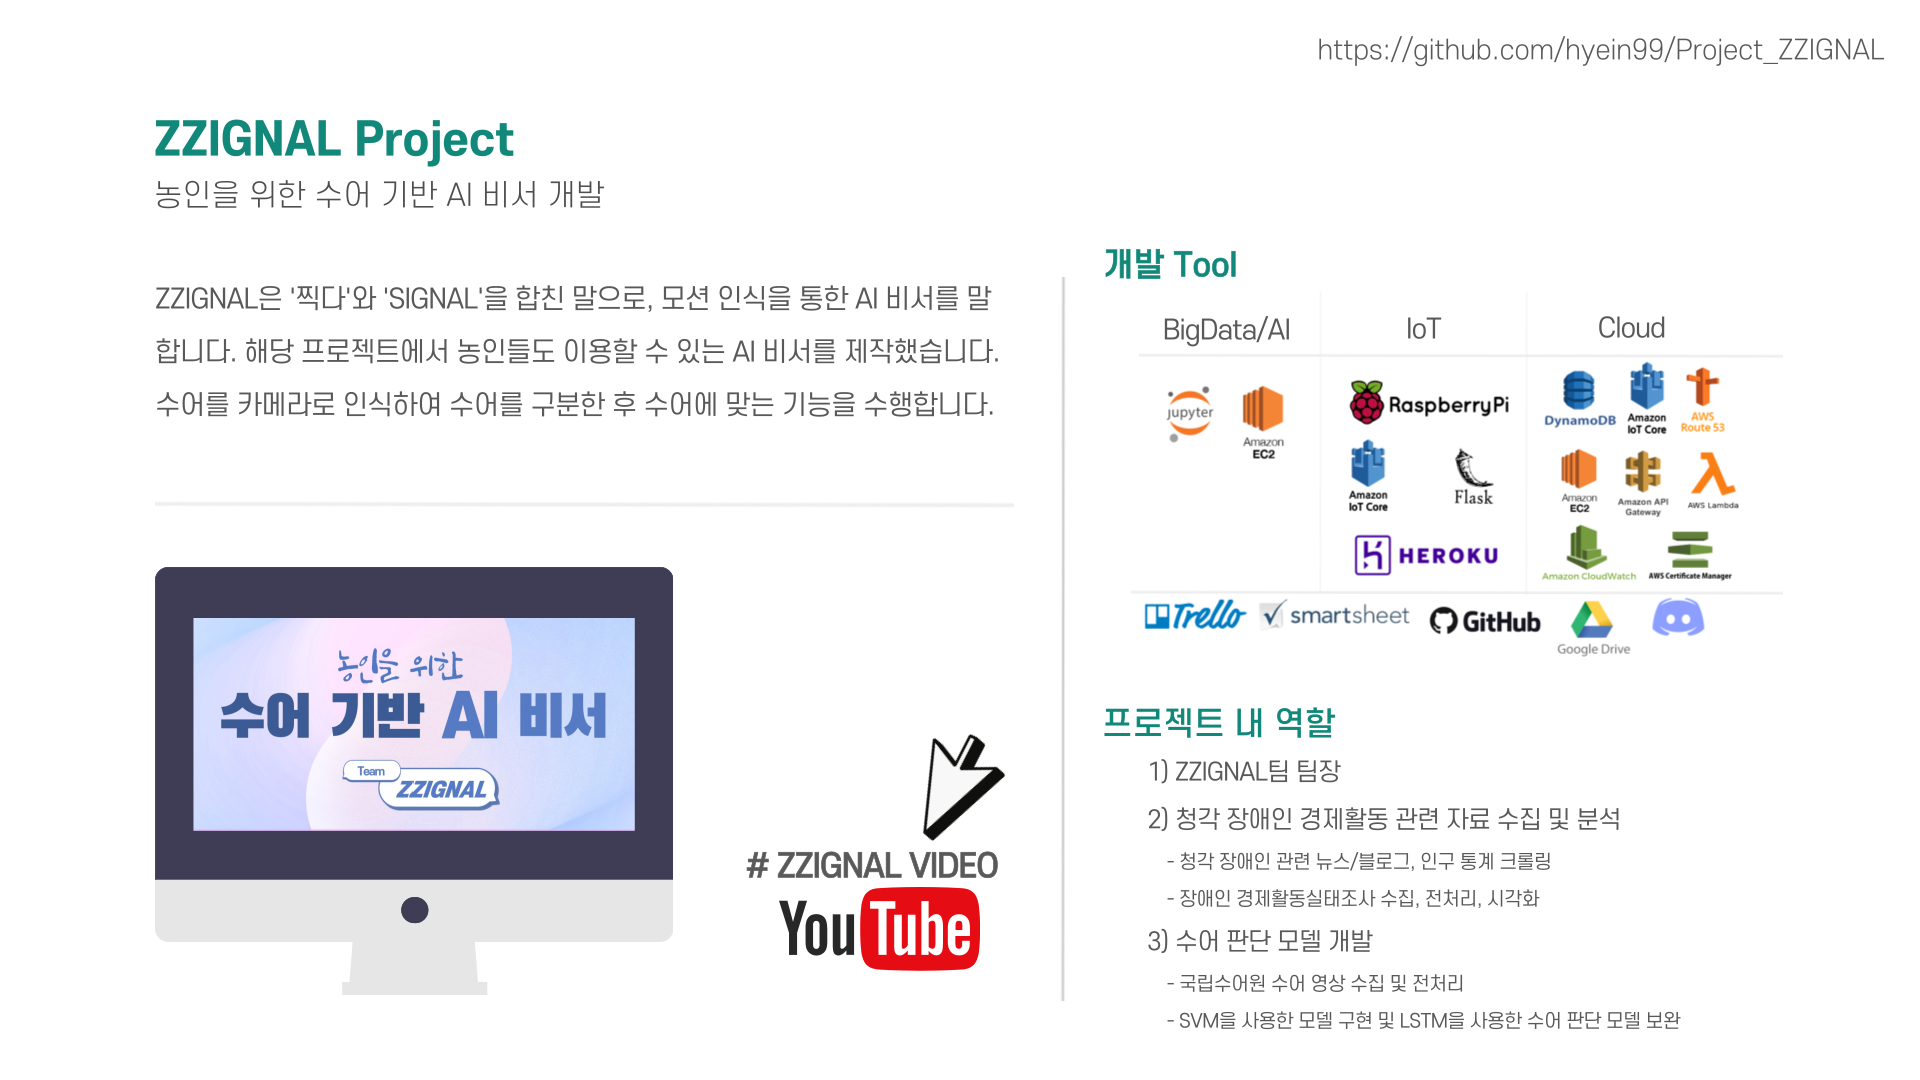 https://github.com/hyein99/Project_ZZIGNAL
ZZIGNAL Project
농인을 위한 수어 기반 AI 비서 개발
ZZIGNAL은 '찍다'와 'SIGNAL'을 합친 말으로, 모션 인식을 통한 AI 비서를 말
합니다. 해당 프로젝트에서 농인들도 이용할 수 있는 AI 비서를 제작했습니다.
수어를 카메라로 인식하여 수어를 구분한 후 수어에 맞는 기능을 수행합니다.
농인을 위한
수어 기반 AI 비서
Team
ZZIGNAL
# ZZIGNAL VIDEO
YouTube
개발 Tool
BigData/AI IoT Cloud
jupyter
Amazon
EC2
RaspberryPi
Amazon
IoT Core
Flask
HEROKU
DynamoDB
Amazon
IoT Core
AWS
Route 53
Amazon
EC2
Amazon API
Gateway
AWS Lambda
Amazon CloudWatch
AWS Certificate Manager
Trello
smartsheet
GitHub
Google Drive
프로젝트 내 역할
1) ZZIGNAL팀 팀장
2) 청각 장애인 경제활동 관련 자료 수집 및 분석
- 청각 장애인 관련 뉴스/블로그, 인구 통계 크롤링
- 장애인 경제활동실태조사 수집, 전처리, 시각화
3) 수어 판단 모델 개발
- 국립수어원 수어 영상 수집 및 전처리
- SVM을 사용한 모델 구현 및 LSTM을 사용한 수어 판단 모델 보완